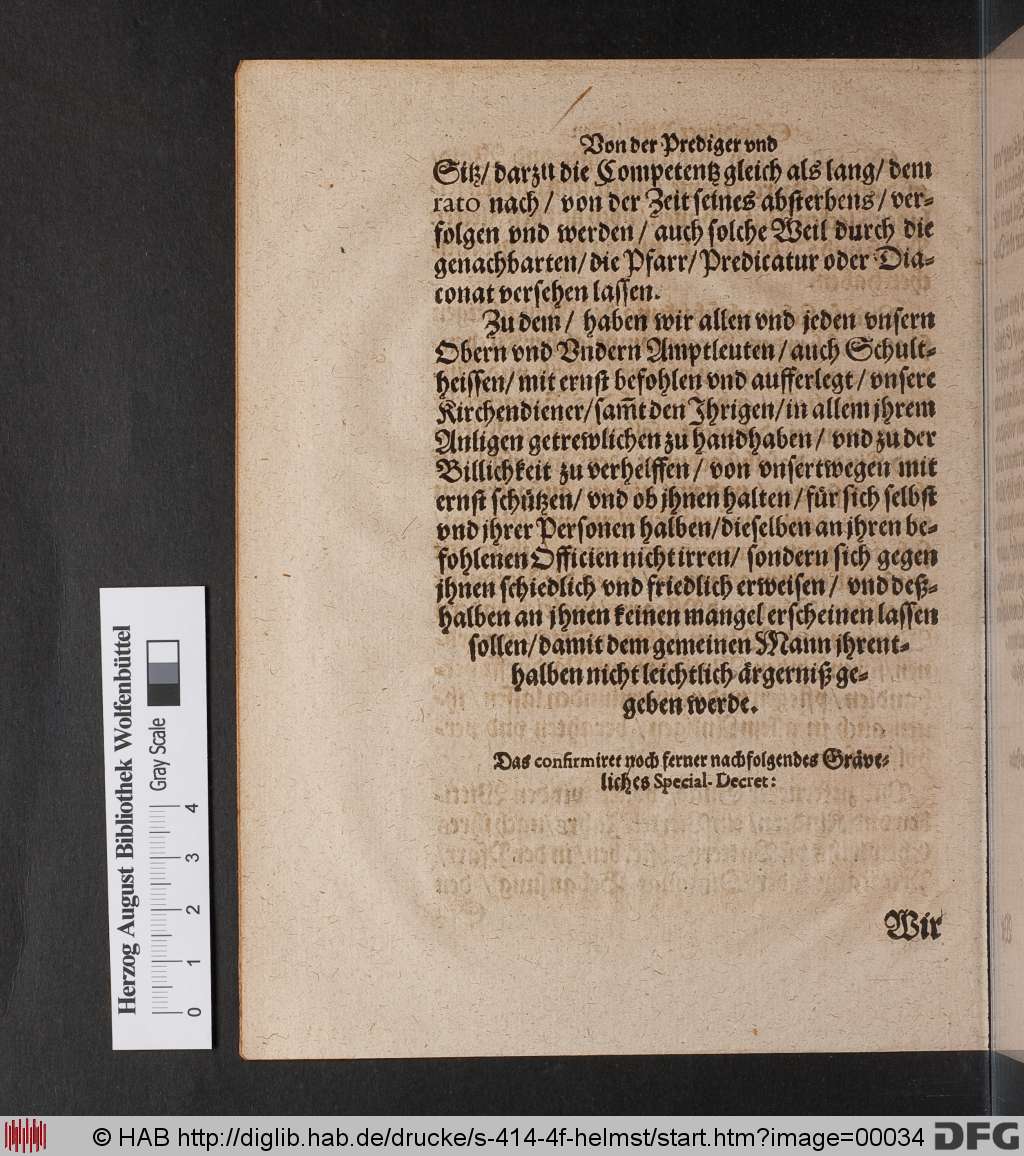 Von der Prediger vnd
Sitz/ darzu die Competentz gleich als lang/ dem
rato nach / von der Zeit seines absterbens / ver-
folgen vnd werden / auch solche Weil durch die
genachbarten / die Pfarr / Predicatur oder Dia-
conat versehen lassen.
Zu dem / haben wir allen vnd jeden vnsern
Obern vnd Vndern Amptleuten / auch Schult-
heissen / mit ernst befohlen vnd aufferlegt / vnsere
Kirchendiener / sam̃t den Jhrigen / in allem jhrem
Anligen getrewlichen zu handhaben / vnd zu der
Billichkeit zu verhelffen / von vnsertwegen mit
ernst schützen / vnd ob jhnen halten / für sich selbst
vnd jhrer Personen halben / dieselben an jhren be-
fohlenen Officien nicht irren / sondern sich gegen
jhnen schiedlich vnd friedlich erweisen / vnd deß-
halben an jhnen keinen mangel erscheinen lassen
sollen / damit dem gemeinen Mann jhrent-
halben nicht leichtlich ärgerniß ge-
geben werde.
Das confirmiret noch ferner nachfolgendes Gräve-
liches Special-Decret:
Wir
Herzog August Bibliothek Wolfenbüttel
Gray Scale
0 1 2 3 4
© HAB http://diglib.hab.de/drucke/s-414-4f-helmst/start.htm?image=00034
DFG